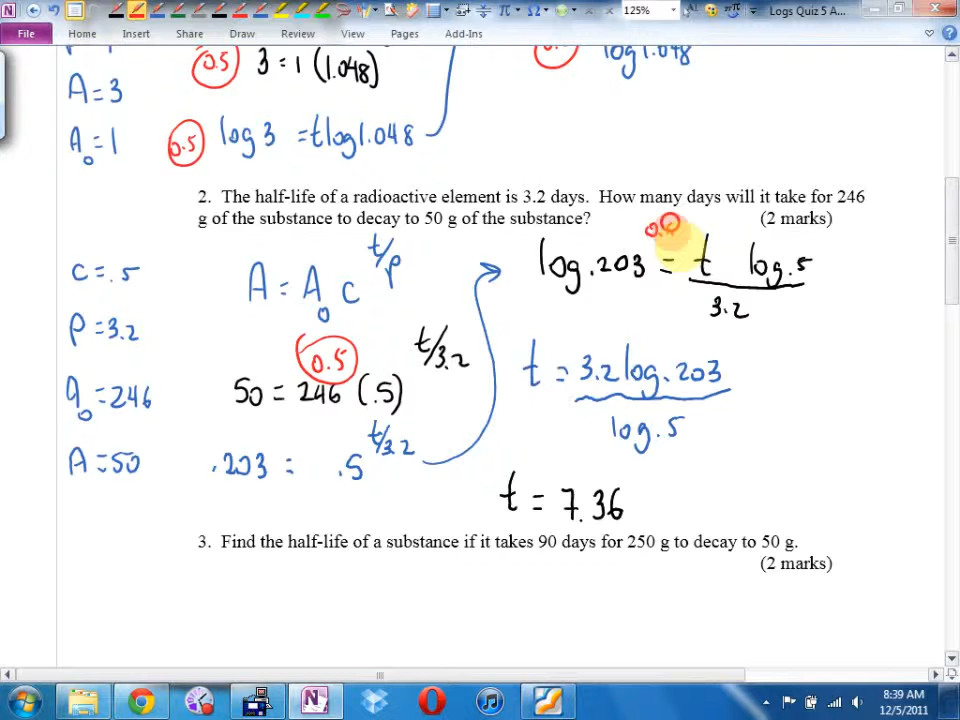 125%
Logs Quiz 5 A...
File Home Insert Share Draw Review View Pages Add-Ins
0.5 3 = 1 (1.048)
log 1.048
A = 3
A₀ = 1
0.5 log 3 = t log 1.048
2. The half-life of a radioactive element is 3.2 days. How many days will it take for 246
g of the substance to decay to 50 g of the substance? (2 marks)
c = .5
A = A₀ c^t/p
log .203 = t log .5
3.2
p = 3.2
0.5
a₀ = 246
50 = 246 (.5)^t/3.2
t = 3.2 log .203
log .5
A = 50
.203 = .5^t/3.2
t = 7.36
3. Find the half-life of a substance if it takes 90 days for 250 g to decay to 50 g.
(2 marks)
8:39 AM
12/5/2011